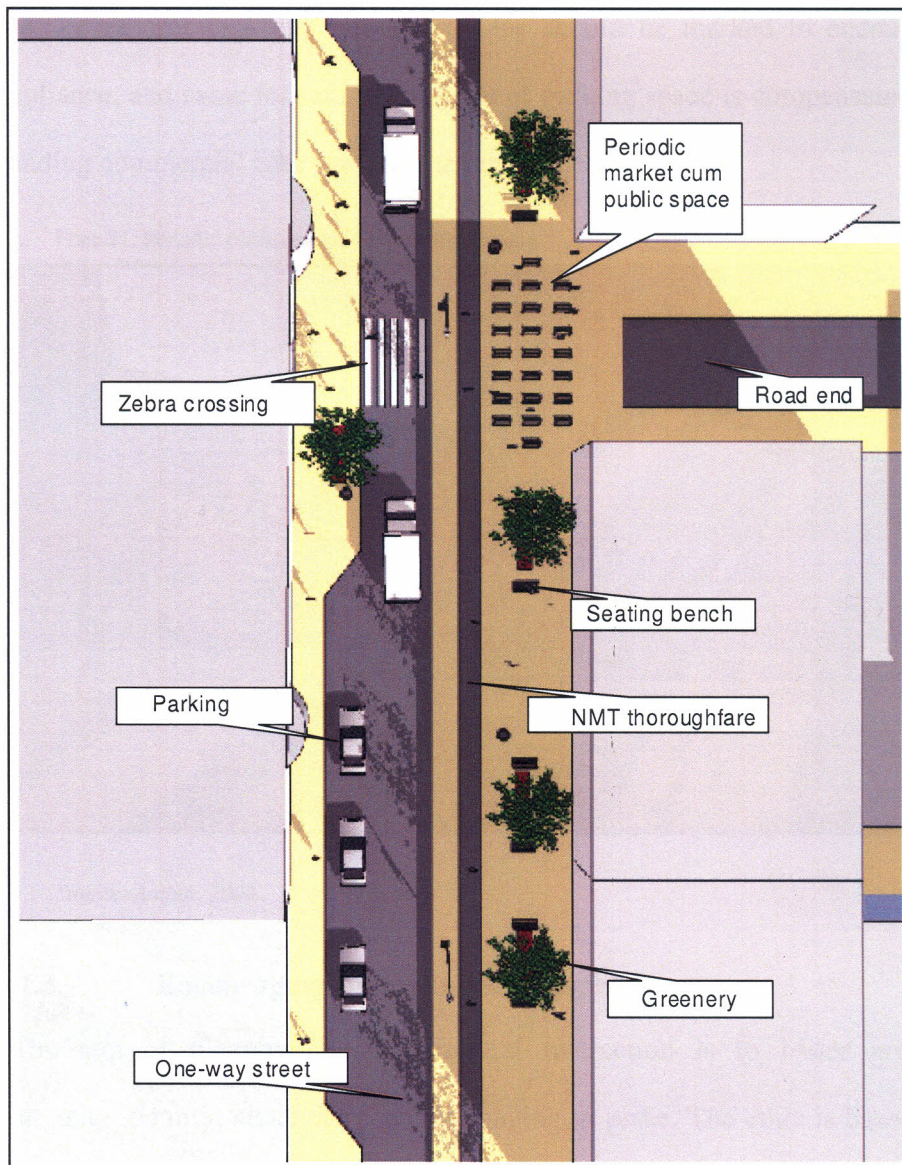 Periodic
market cum
public space
Zebra crossing
Road end
Seating bench
Parking
NMT thoroughfare
Greenery
One-way street